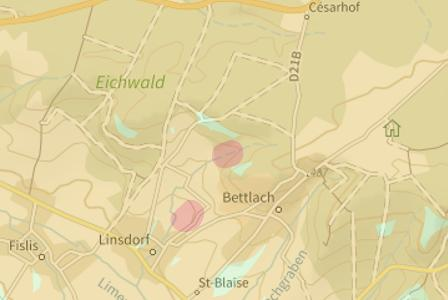 Césarhof
D21B
Eichwald
Bettlach
Fislis
Linsdorf
St-Blaise